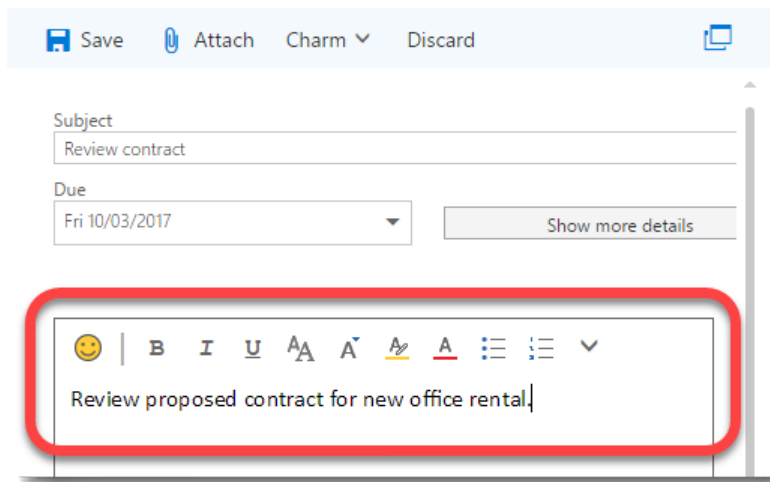 Save Attach Charm Discard
Subject
Review contract
Due
Fri 10/03/2017 Show more details
B I U AA A A A
Review proposed contract for new office rental.